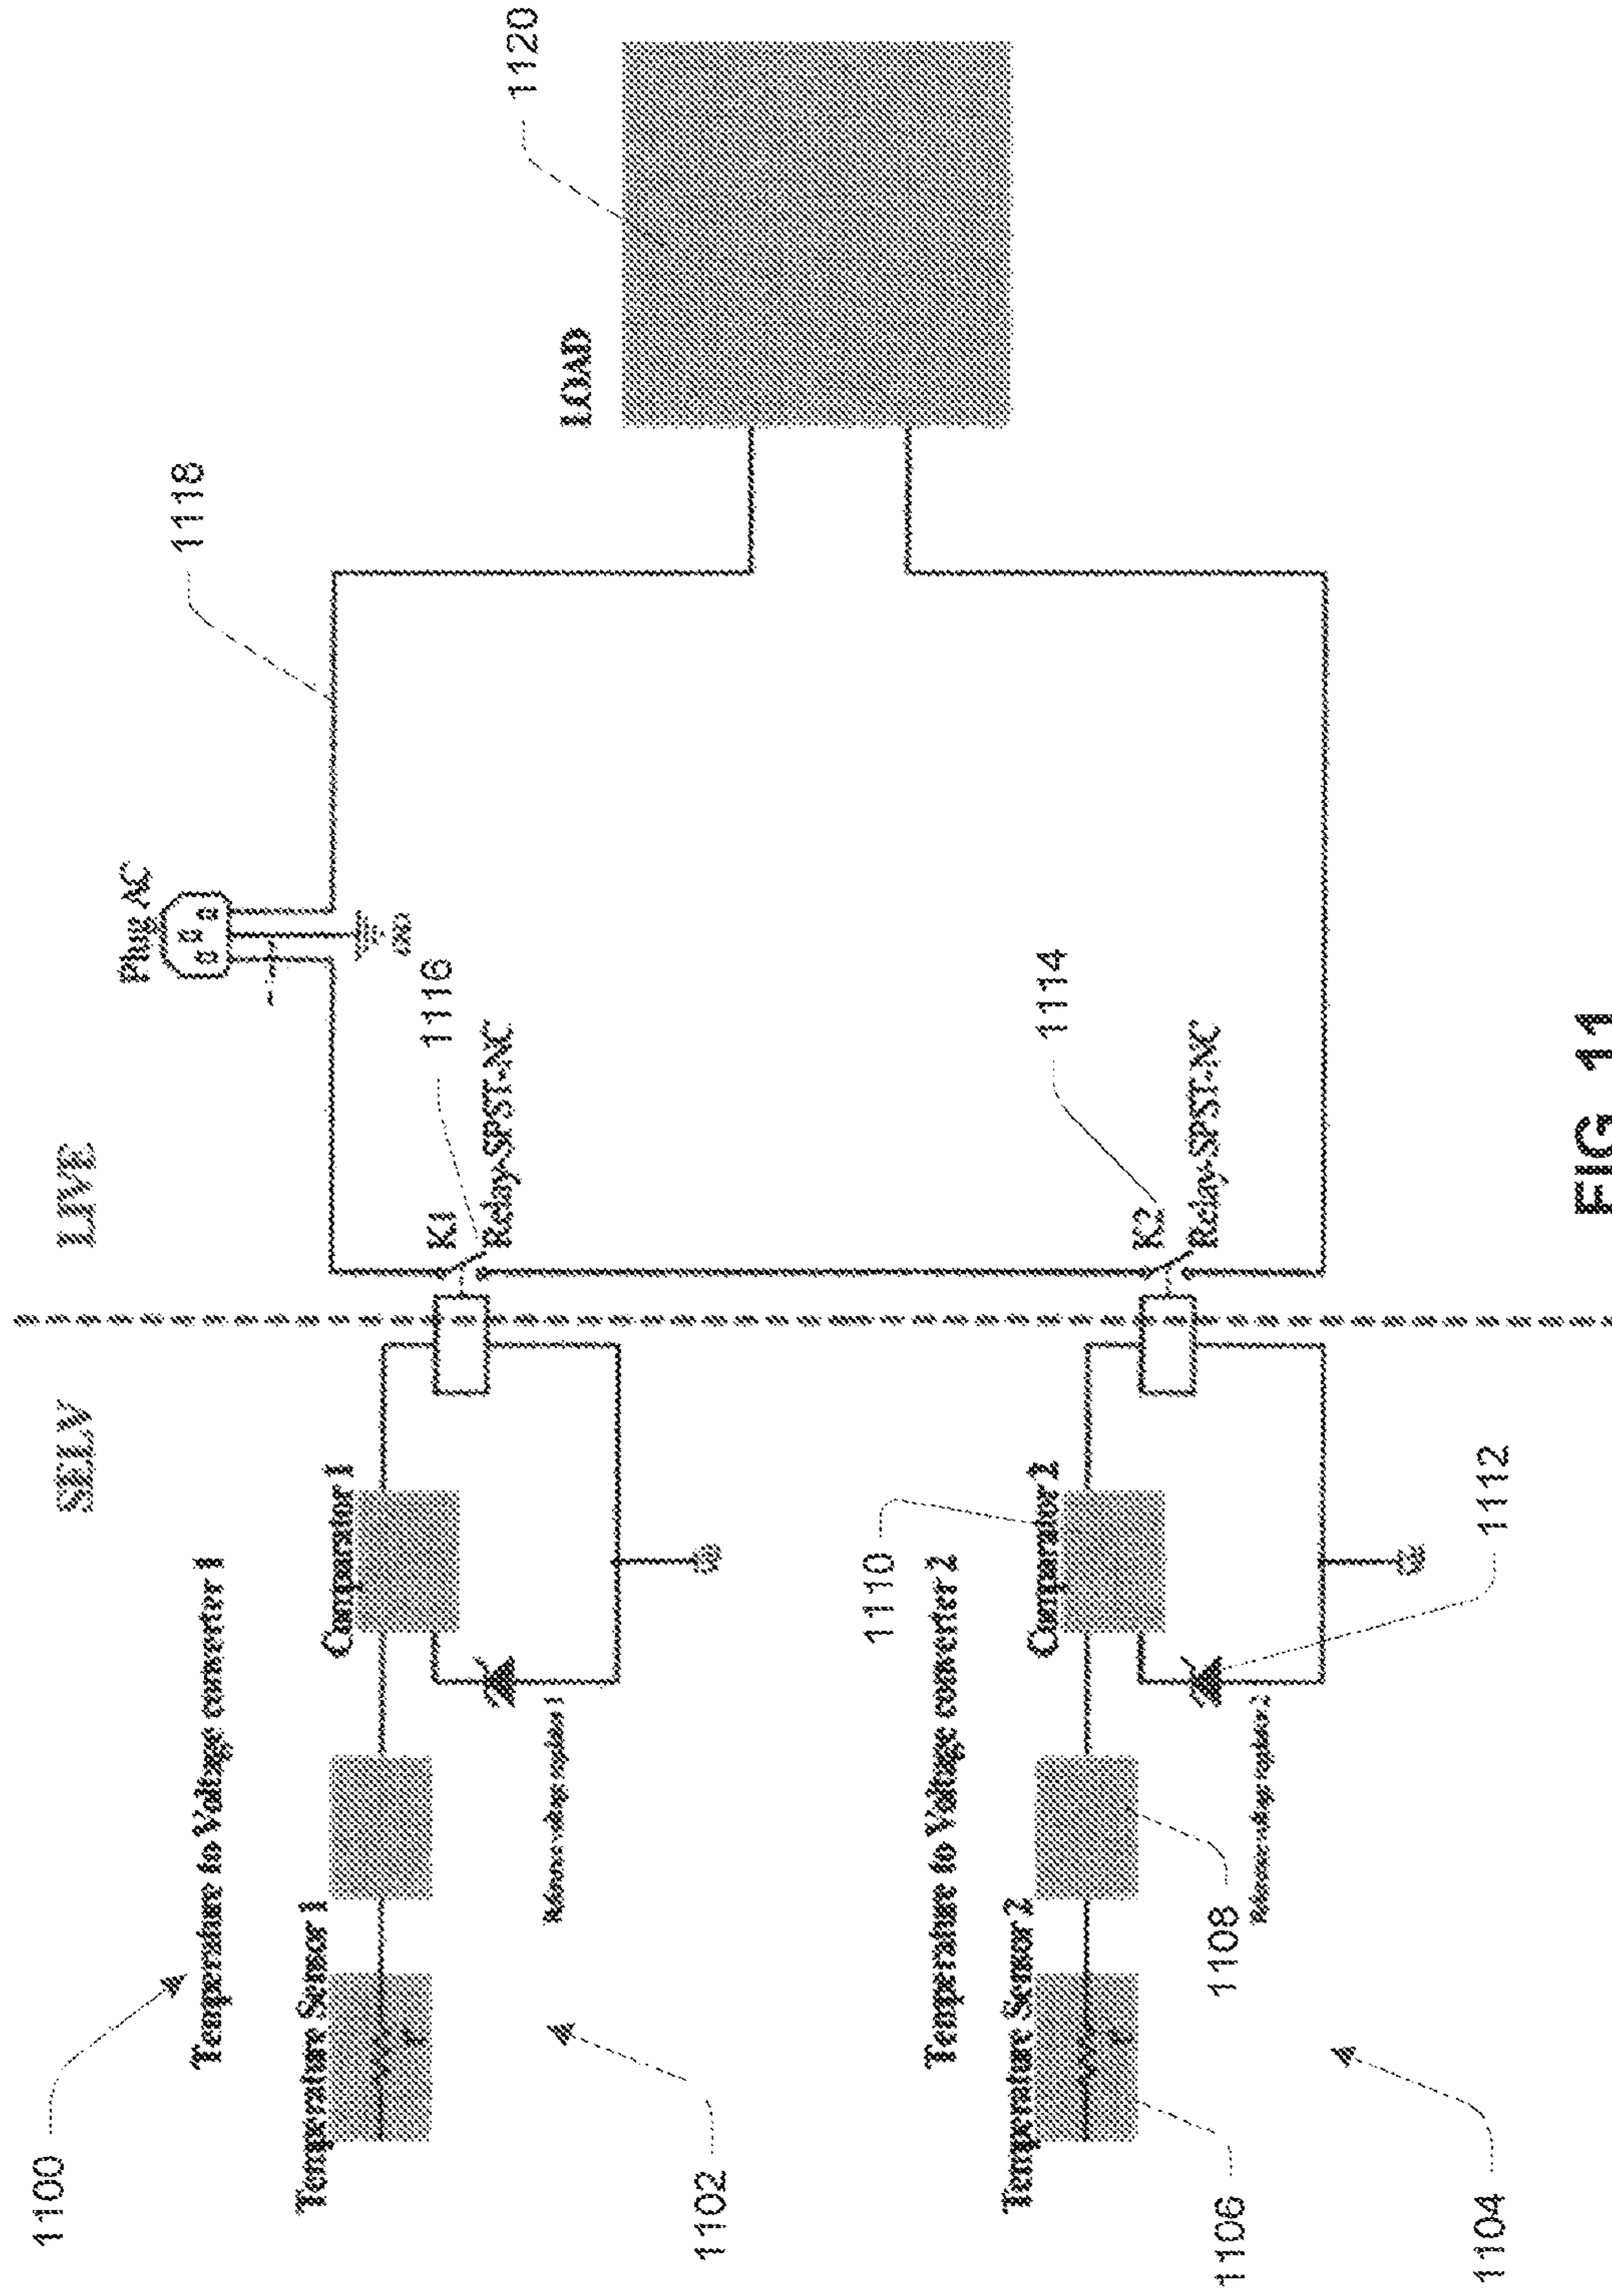 1100
SELV
LIVE
Temperature to Voltage converter 1
Plug AC
1118
Temperature Sensor 1
Comparator 1
GND
K1
1116
Relay-SPST-NC
LOAD
1120
1102
1110
Temperature to Voltage converter 2
Temperature Sensor 2
Comparator 2
K2
1114
Relay-SPST-NC
1106
1108
1112
1104
FIG 11